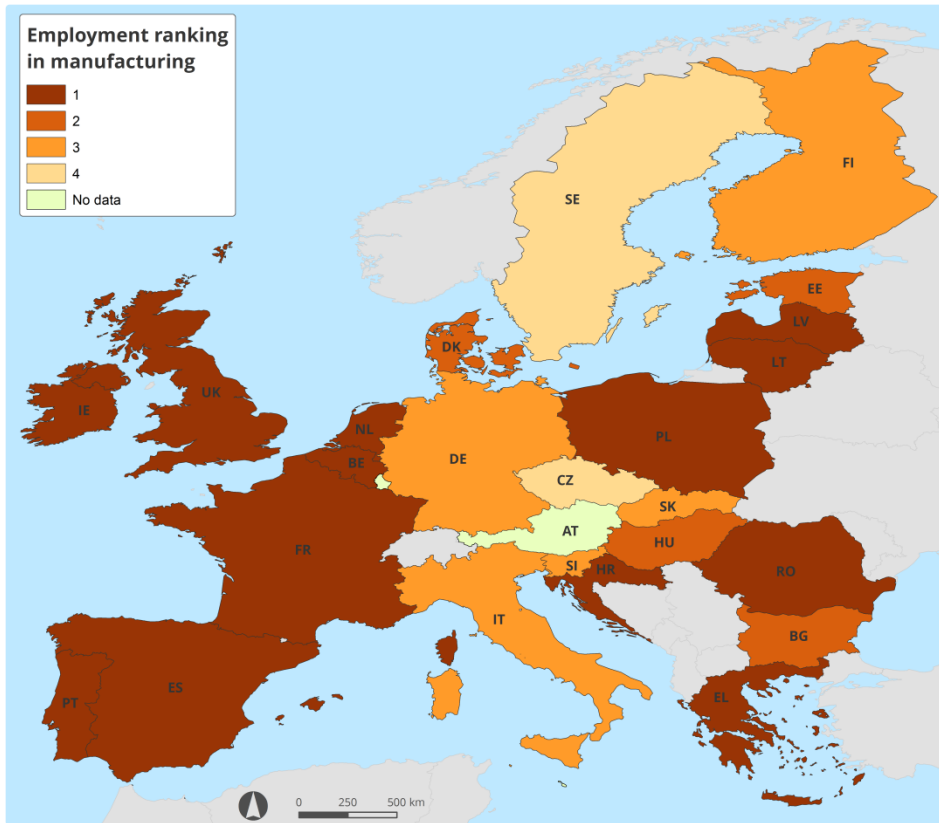 Employment ranking
in manufacturing
1
2
3
4
No data
FI
SE
EE
LV
DK
LT
UK
IE
NL
PL
BE
DE
CZ
SK
AT
HU
FR
SI
HR
RO
IT
BG
ES
PT
EL
0 250 500 km